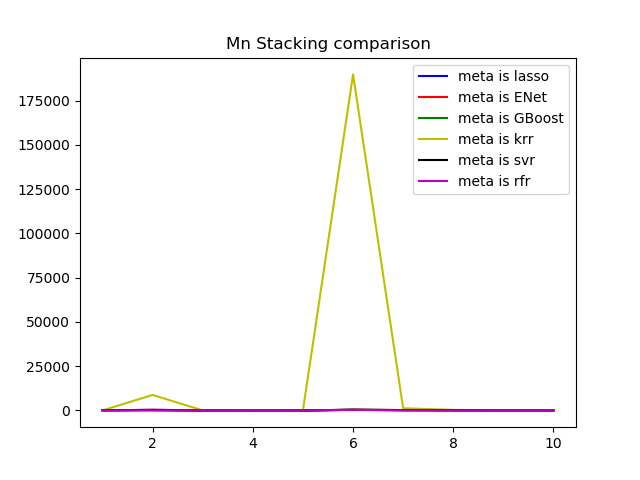 Mn Stacking comparison
meta is lasso
meta is ENet
meta is GBoost
meta is krr
meta is svr
meta is rfr
175000
150000
125000
100000
75000
50000
25000
0
2 4 6 8 10